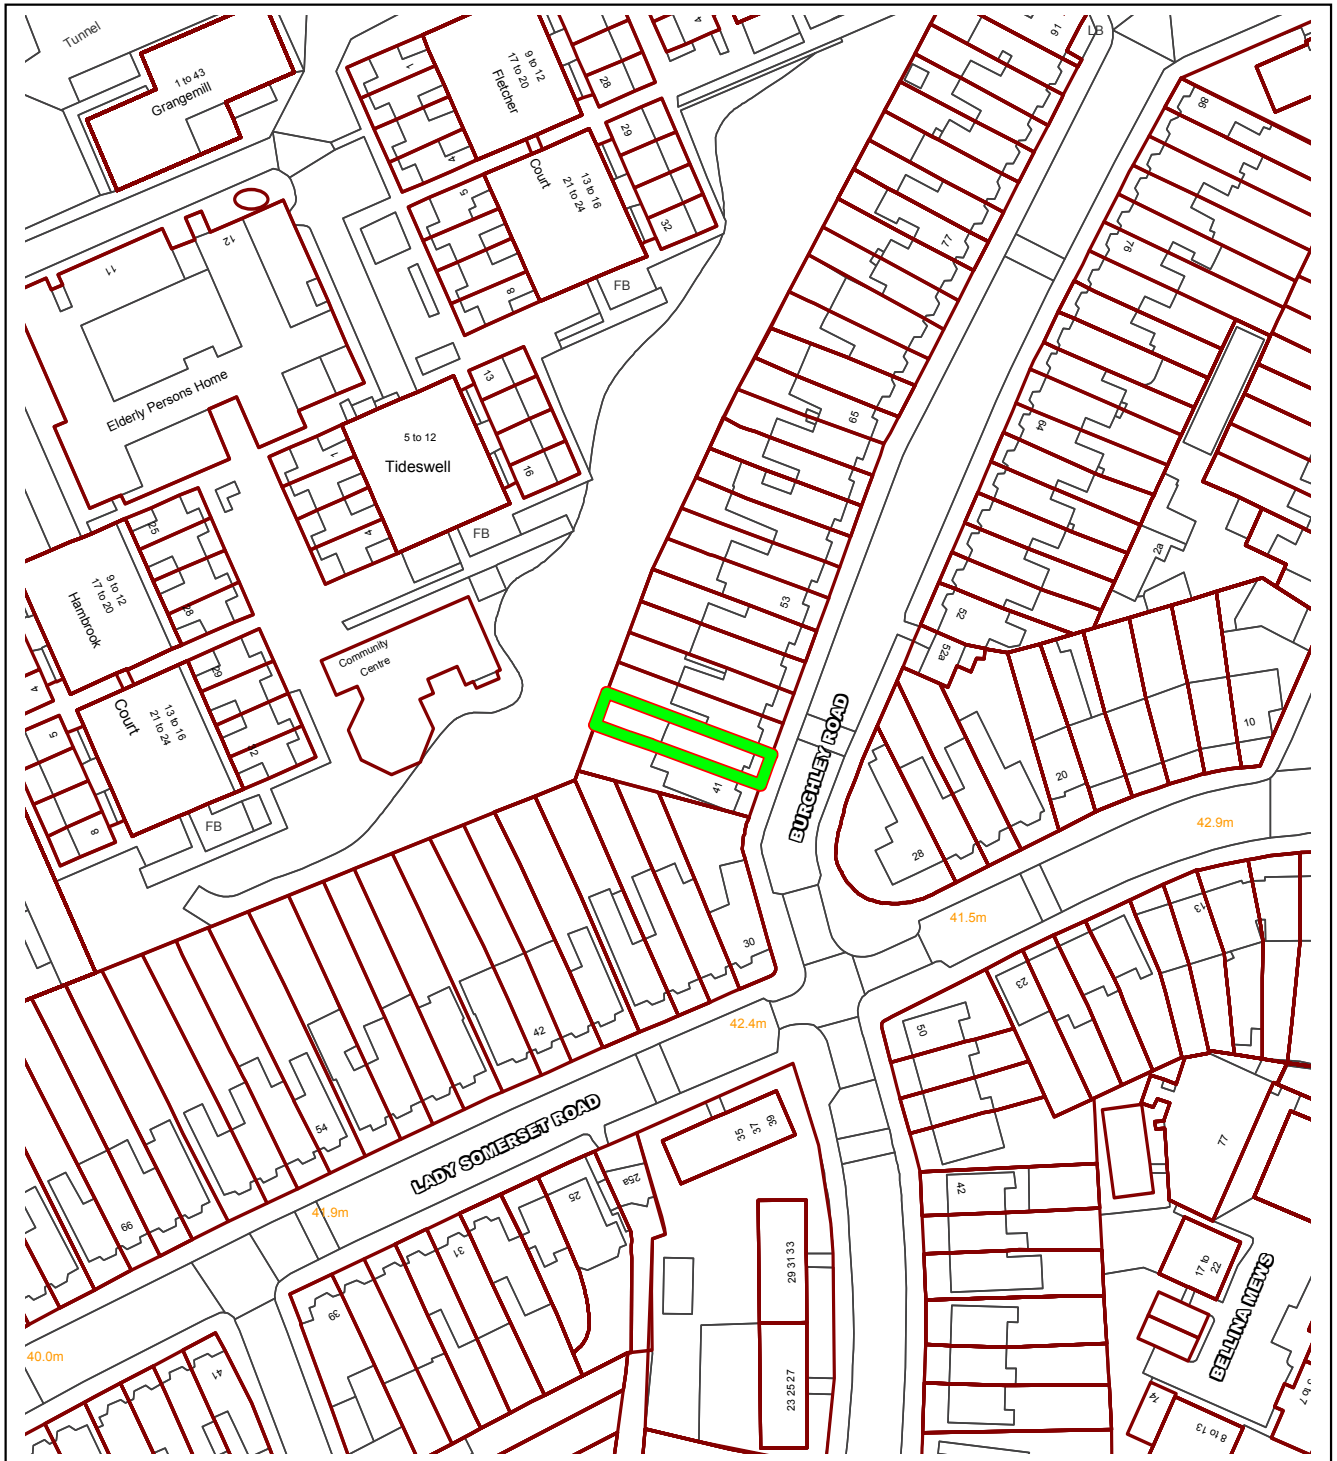 Tunnel
1 to 43
Grangemill
1
4
9 to 12
17 to 20
Fletcher
28
4
91
LB
86
29
32
Court
13 to 16
21 to 24
5
8
FB
11
12
Elderly Persons Home
77
76
65
64
13
16
5 to 12
Tideswell
1
4
FB
25
28
9 to 12
17 to 20
Hambrook
4
29
Court
13 to 16
21 to 24
5
8
FB
Community
Centre
53
52
52a
2a
10
20
28
41
BURGHLEY ROAD
42.9m
41.5m
13
23
50
30
42.4m
42
54
LADY SOMERSET ROAD
41.9m
40.0m
39
37
35
25a
25
31
39
41
29 31 33
23 25 27
42
77
17 to
22
BELLINA MEWS
74
8 to 13